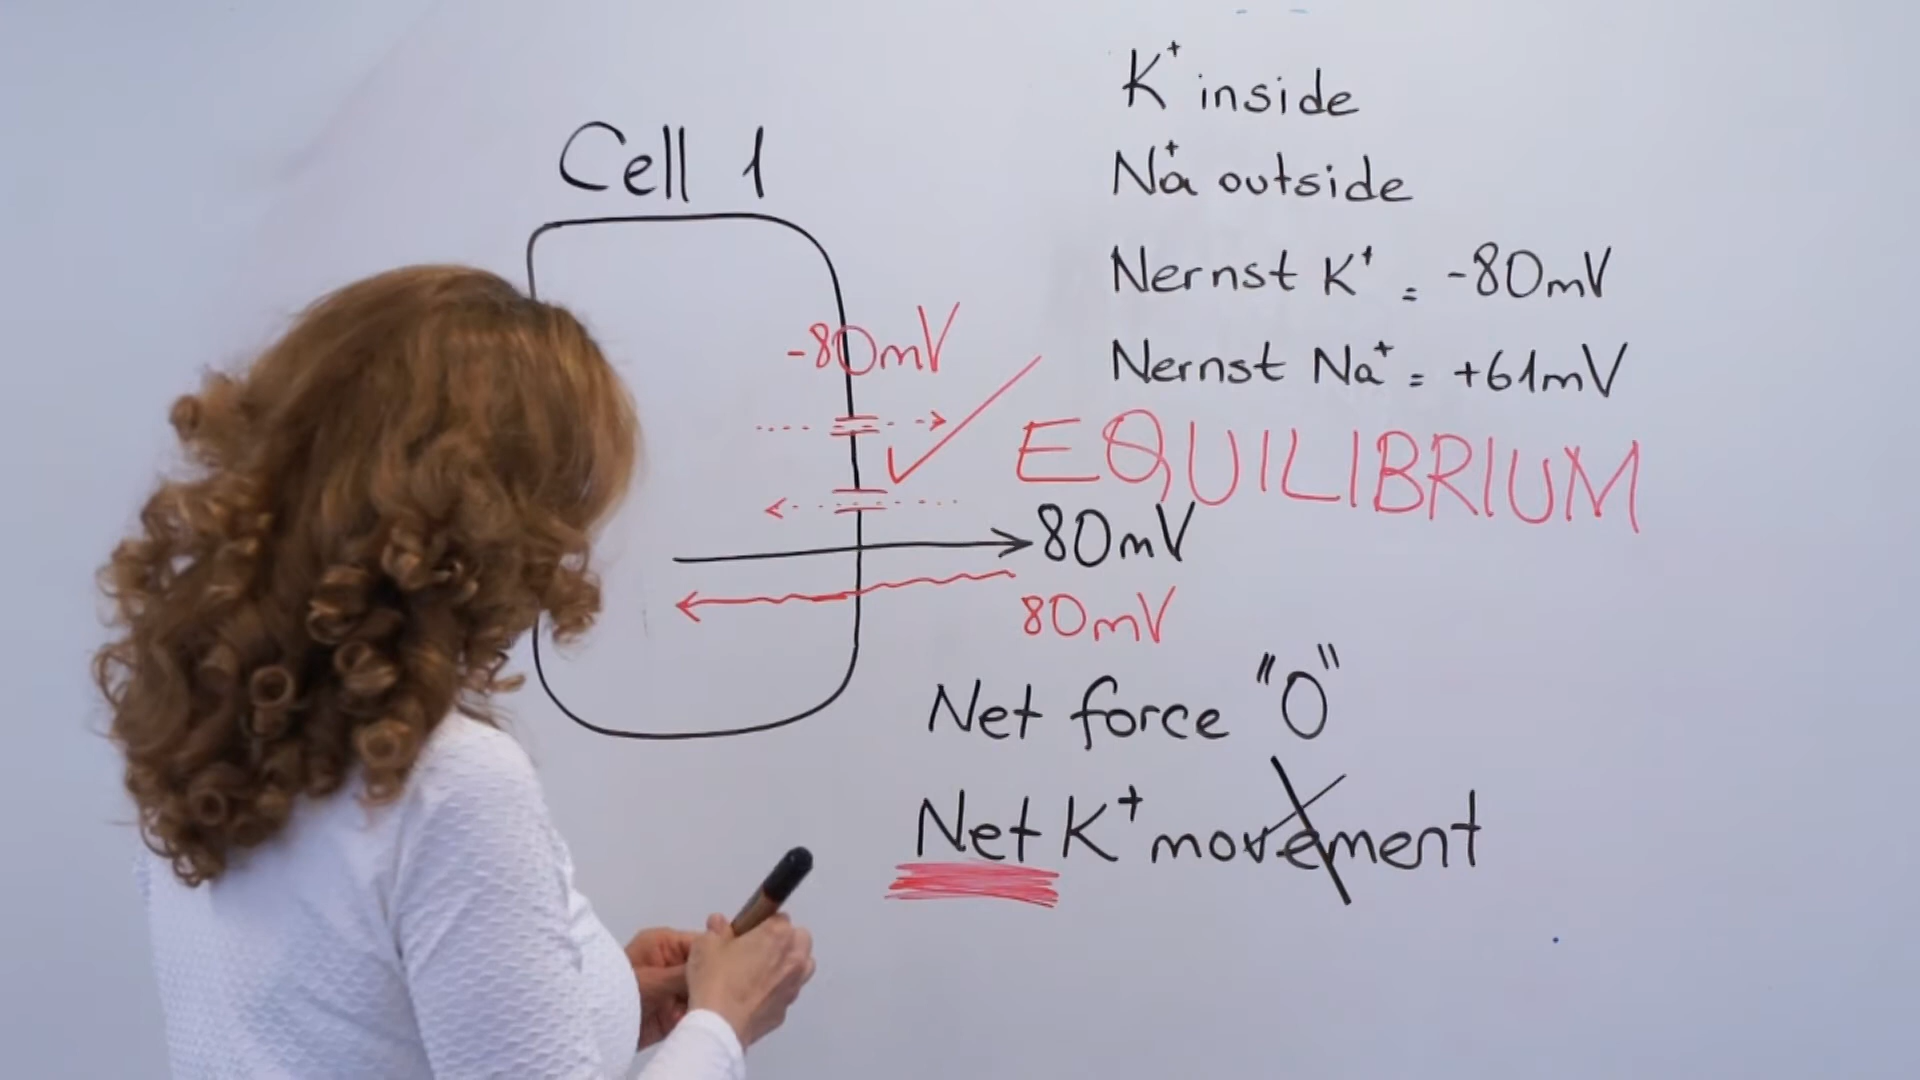 K⁺ inside
Cell 1
Na⁺ outside
Nernst K⁺ = -80mV
-80mV
Nernst Na⁺ = +61mV
EQUILIBRIUM
80mV
80mV
Net force "0"
Net K⁺ movement